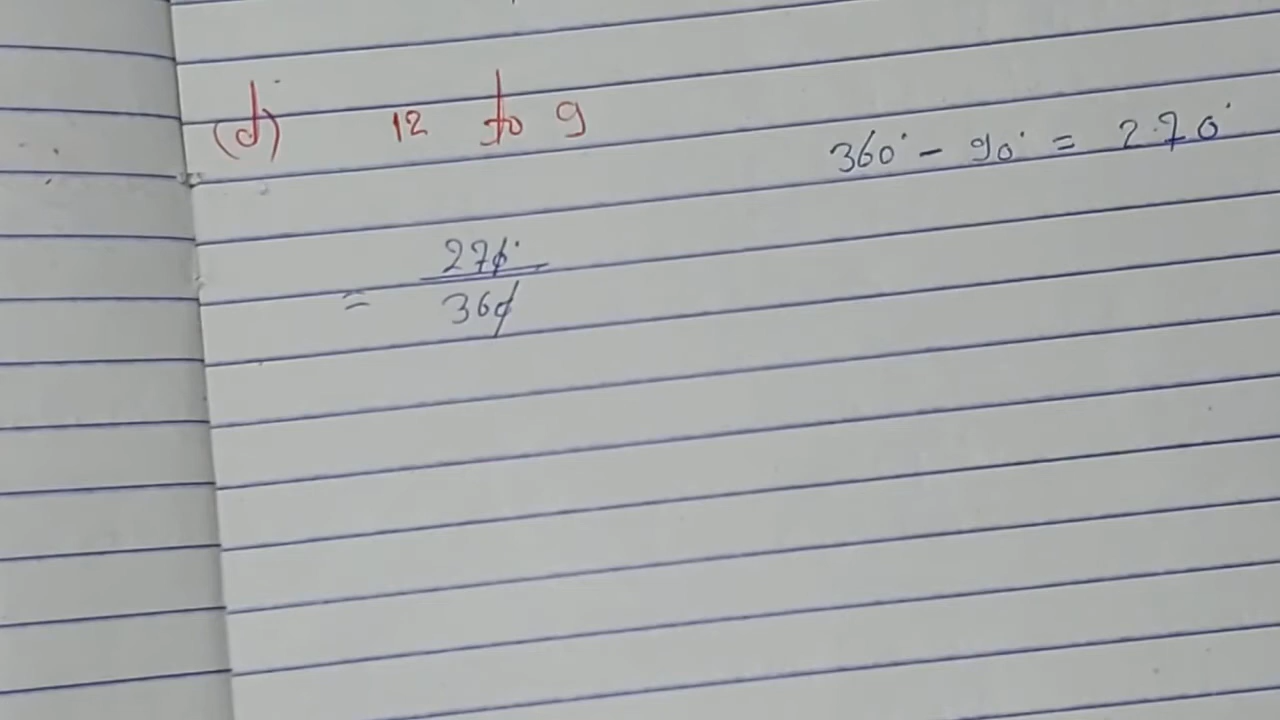 (d) 12 to 9
360° - 90° = 270°
= 270°
360